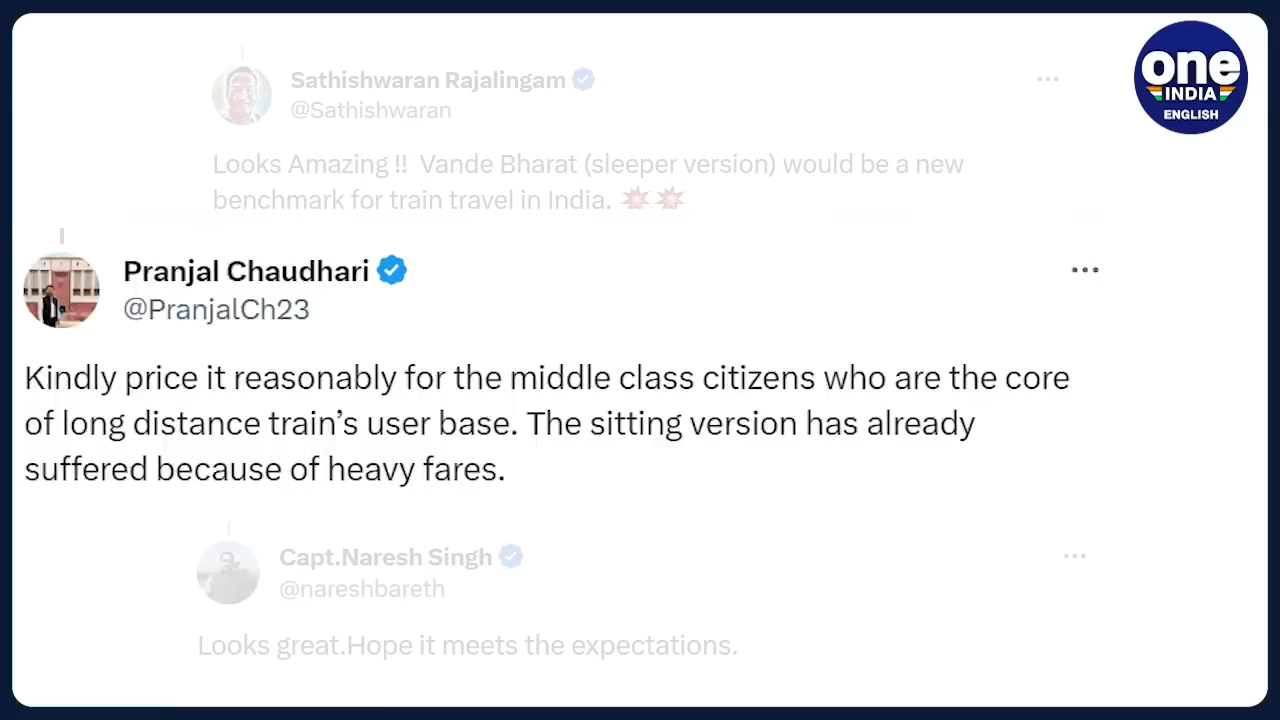 one
INDIA
ENGLISH
Sathishwaran Rajalingam
@Sathishwaran
Looks Amazing !! Vande Bharat (sleeper version) would be a new
benchmark for train travel in India. 💥💥
Pranjal Chaudhari
@PranjalCh23
Kindly price it reasonably for the middle class citizens who are the core
of long distance train’s user base. The sitting version has already
suffered because of heavy fares.
Capt.Naresh Singh
@nareshbareth
Looks great.Hope it meets the expectations.